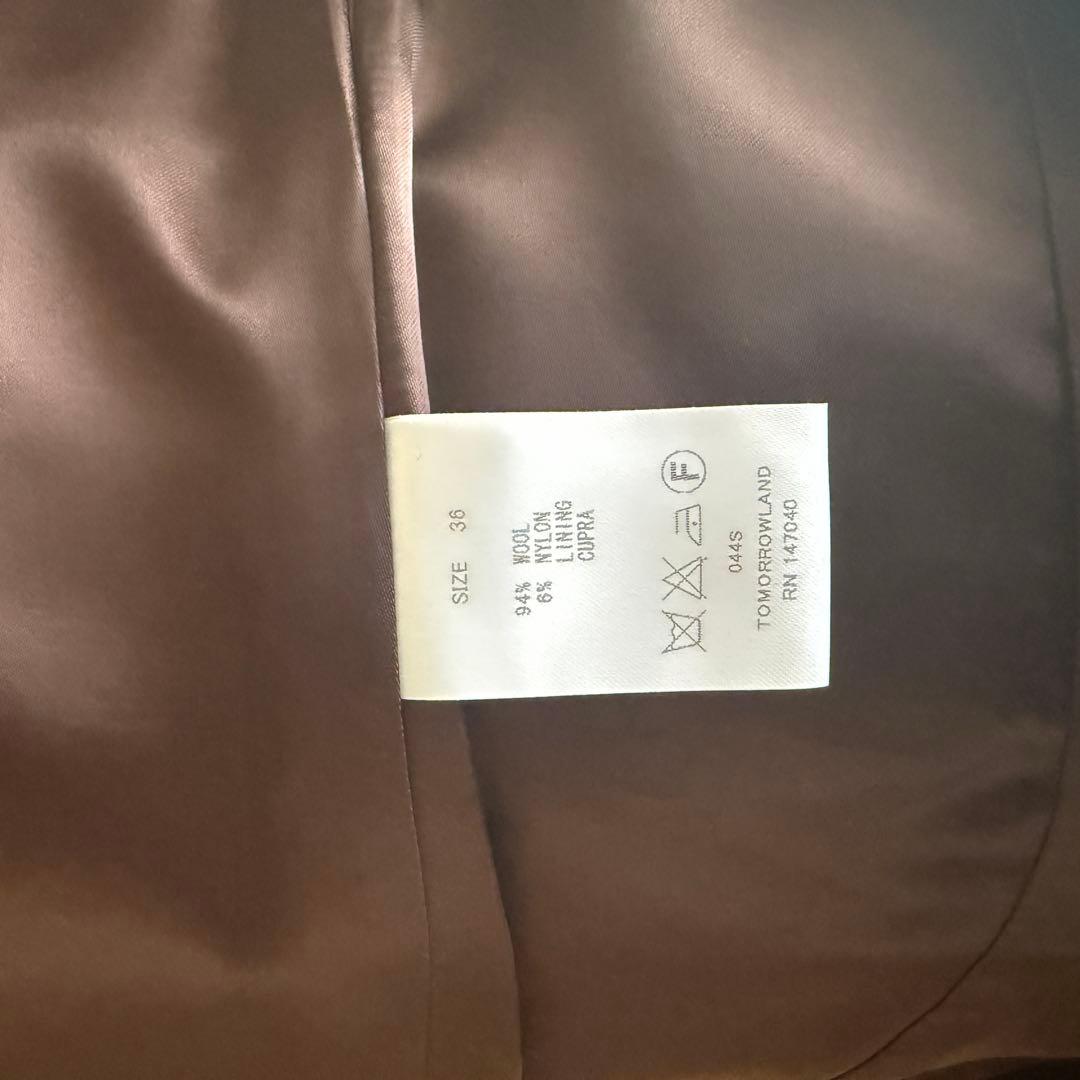 SIZE 36
94% WOOL
6% NYLON
LINING
CUPRA
F
044S
TOMORROWLAND
RN 147040